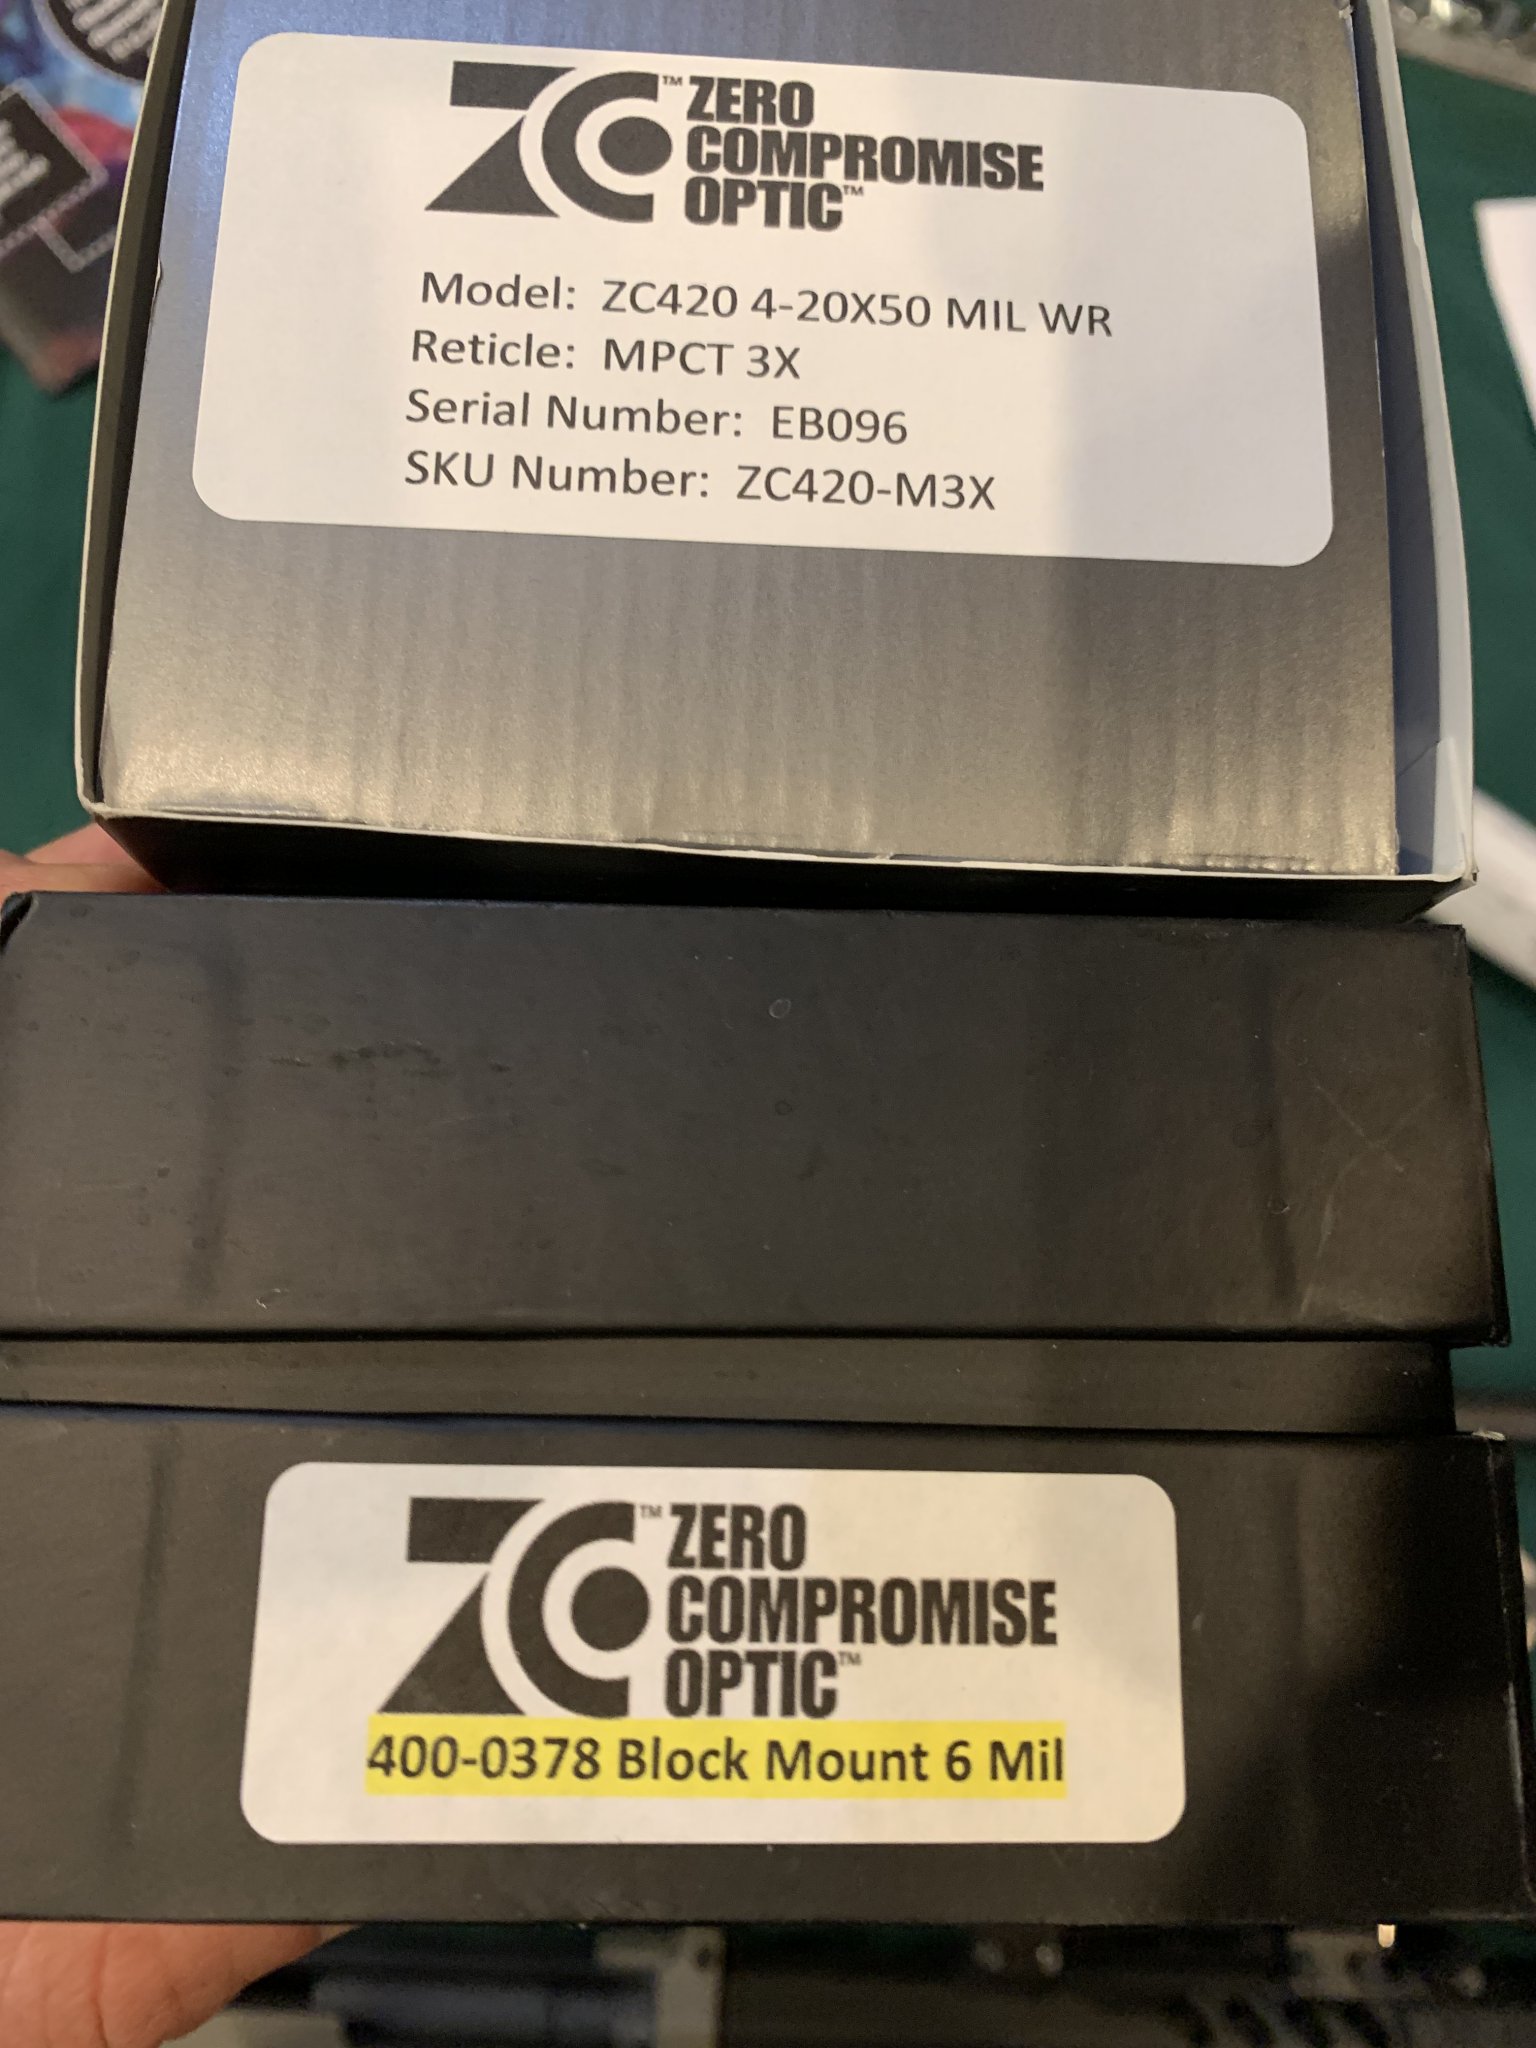 ZC™ ZERO
COMPROMISE
OPTIC™
Model: ZC420 4-20X50 MIL WR
Reticle: MPCT 3X
Serial Number: EB096
SKU Number: ZC420-M3X
ZC™ ZERO
COMPROMISE
OPTIC™
400-0378 Block Mount 6 Mil